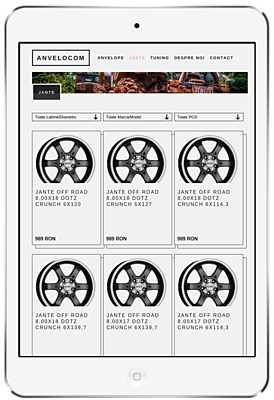 ANVELOCOM
ANVELOPE JANTE TUNING DESPRE NOI CONTACT
JANTE
Toate Latime/Diametru Toate Marca/Model Toate PCD
JANTE OFF ROAD
8,00X18 DOTZ
CRUNCH 5X120
989 RON
JANTE OFF ROAD
8,00X18 DOTZ
CRUNCH 5X127
989 RON
JANTE OFF ROAD
8,00X18 DOTZ
CRUNCH 6X114,3
989 RON
JANTE OFF ROAD
8,00X18 DOTZ
CRUNCH 6X139,7
JANTE OFF ROAD
8,00X17 DOTZ
CRUNCH 6X139,7
JANTE OFF ROAD
8,00X17 DOTZ
CRUNCH 6X114,3